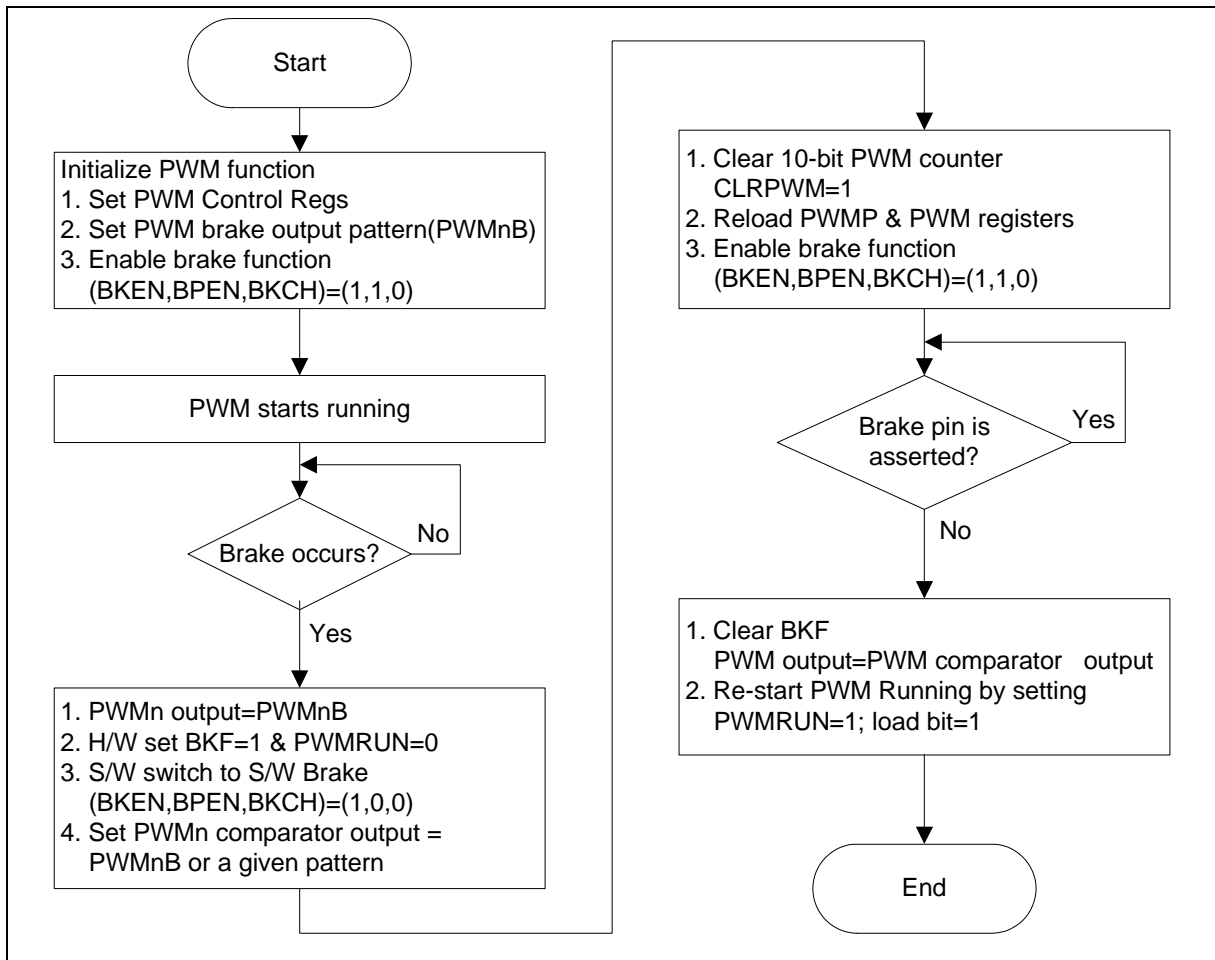 Start
Initialize PWM function
1. Set PWM Control Regs
2. Set PWM brake output pattern(PWMnB)
3. Enable brake function
(BKEN,BPEN,BKCH)=(1,1,0)
PWM starts running
Brake occurs?
No
Yes
1. PWMn output=PWMnB
2. H/W set BKF=1 & PWMRUN=0
3. S/W switch to S/W Brake
(BKEN,BPEN,BKCH)=(1,0,0)
4. Set PWMn comparator output =
PWMnB or a given pattern
1. Clear 10-bit PWM counter
CLRPWM=1
2. Reload PWMP & PWM registers
3. Enable brake function
(BKEN,BPEN,BKCH)=(1,1,0)
Brake pin is
asserted?
Yes
No
1. Clear BKF
PWM output=PWM comparator output
2. Re-start PWM Running by setting
PWMRUN=1; load bit=1
End